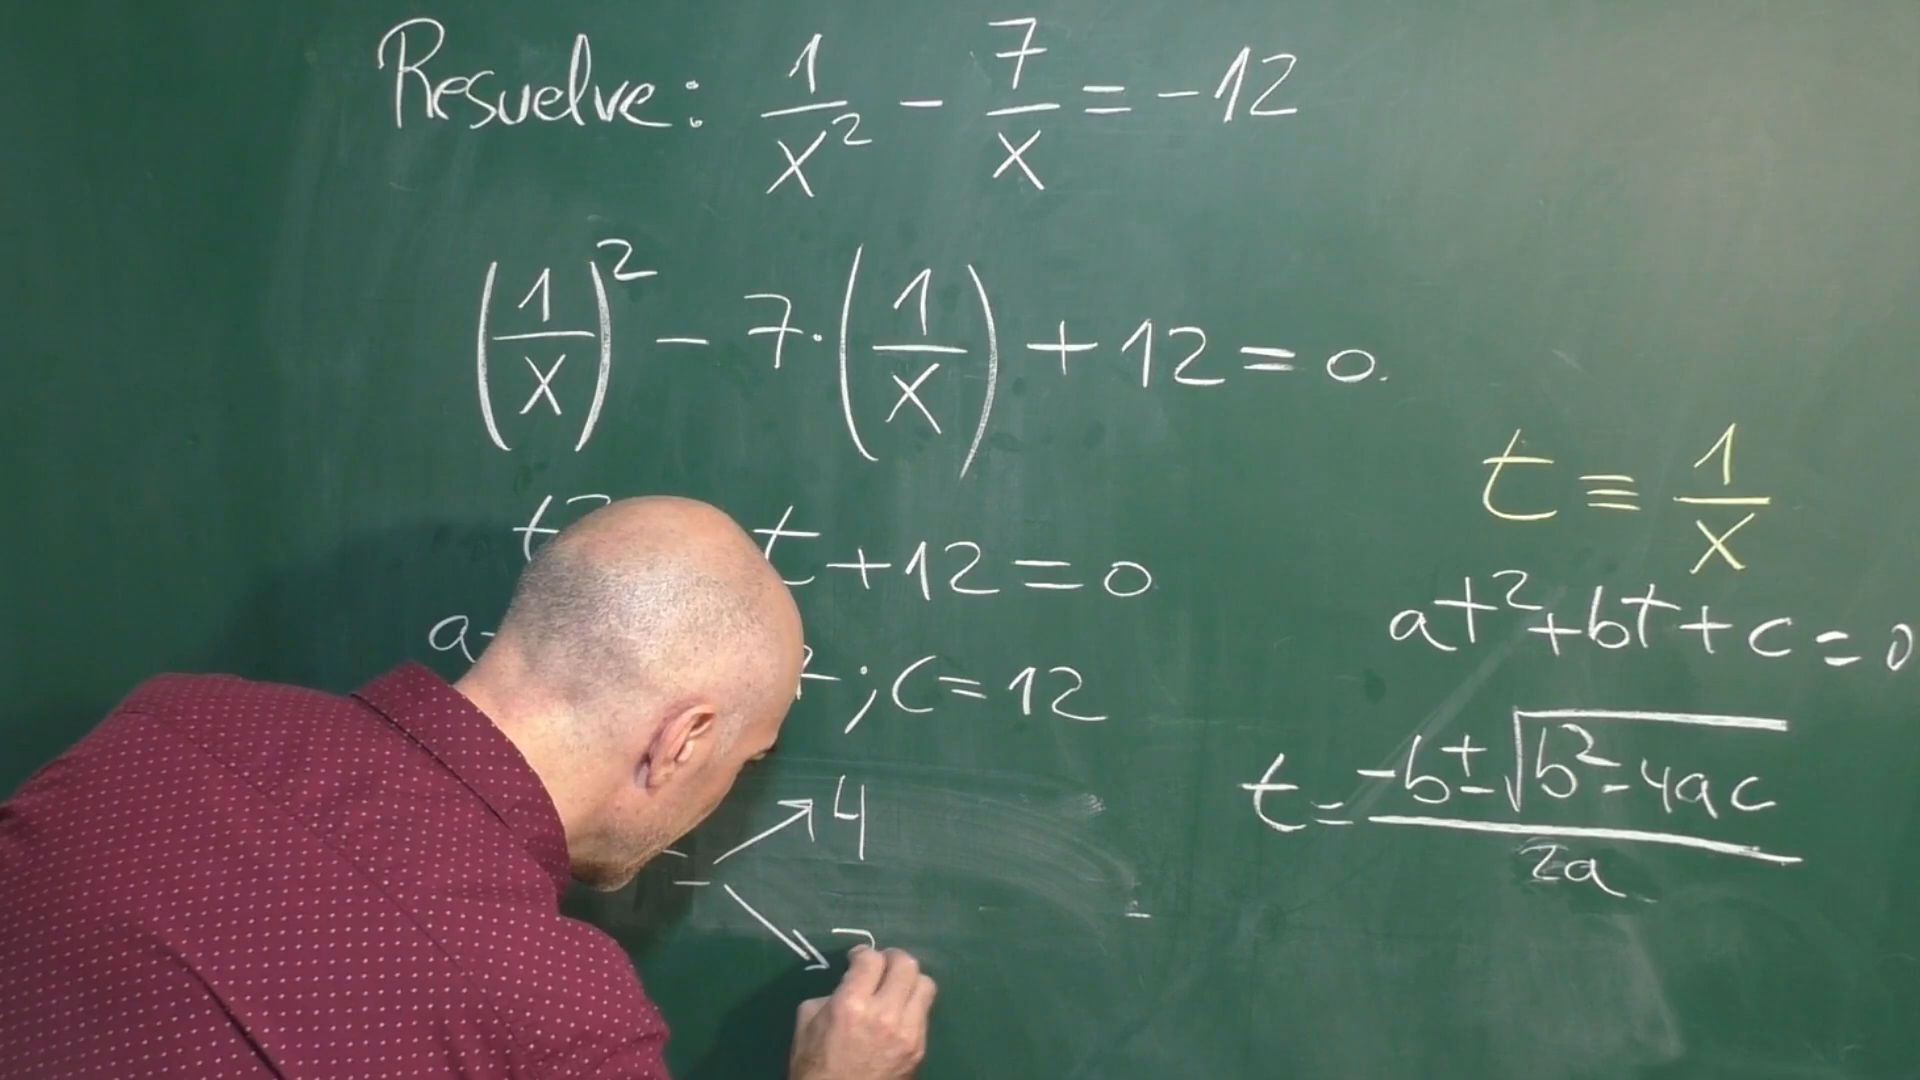 Resuelve: 1/x² - 7/x = -12
(1/x)² - 7·(1/x) + 12 = 0
t ≡ 1/x
t² t + 12 = 0
at² + bt + c = 0
a ; c = 12
t = (-b ± √(b² - 4ac))/2a
4